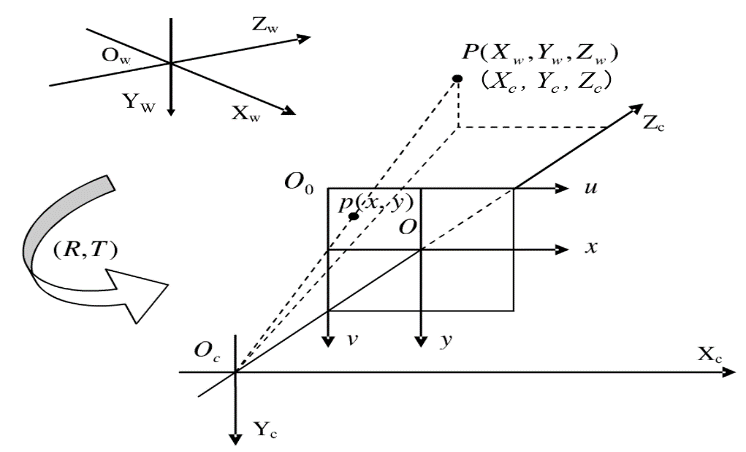 Z_w
O_w
Y_W
X_w
P(X_w, Y_w, Z_w)
(X_c, Y_c, Z_c)
Z_c
O_0
u
p(x, y)
O
x
(R,T)
v
y
O_c
X_c
Y_c